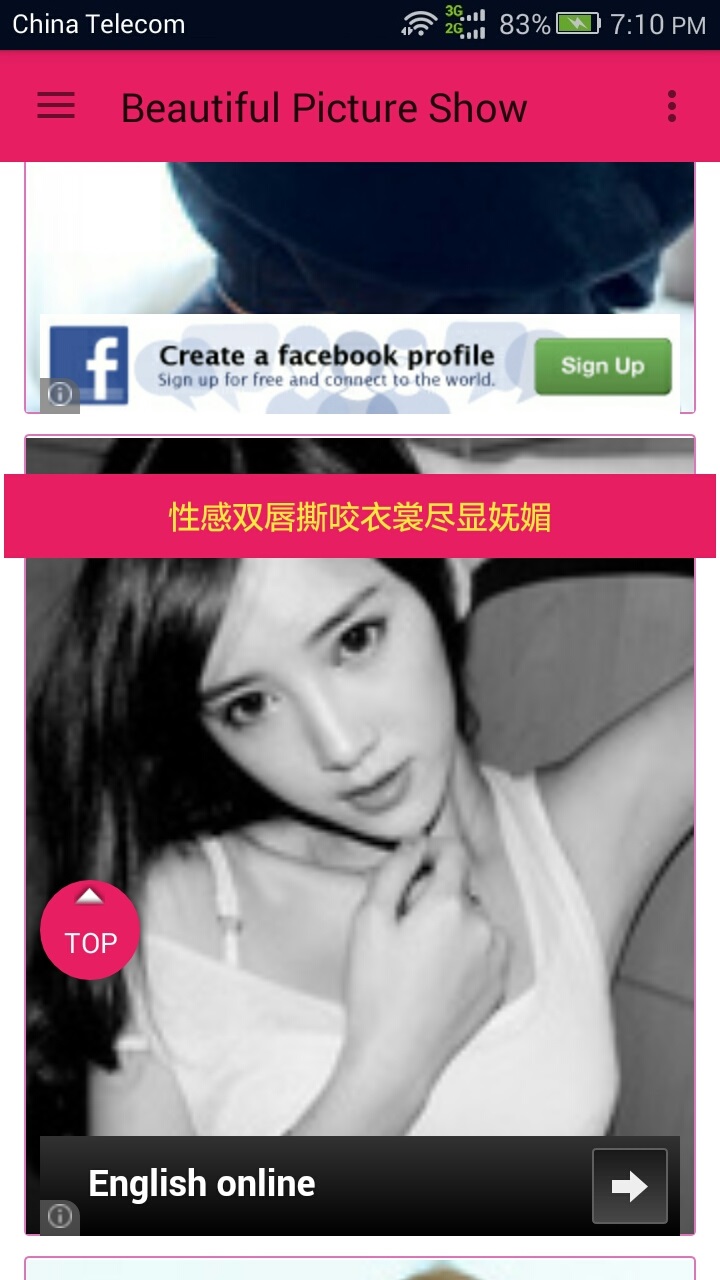 China Telecom 3G 2G 83% 7:10 PM
Beautiful Picture Show
f
Create a facebook profile
Sign up for free and connect to the world.
Sign Up
性感双唇撕咬衣裳尽显妩媚
TOP
English online